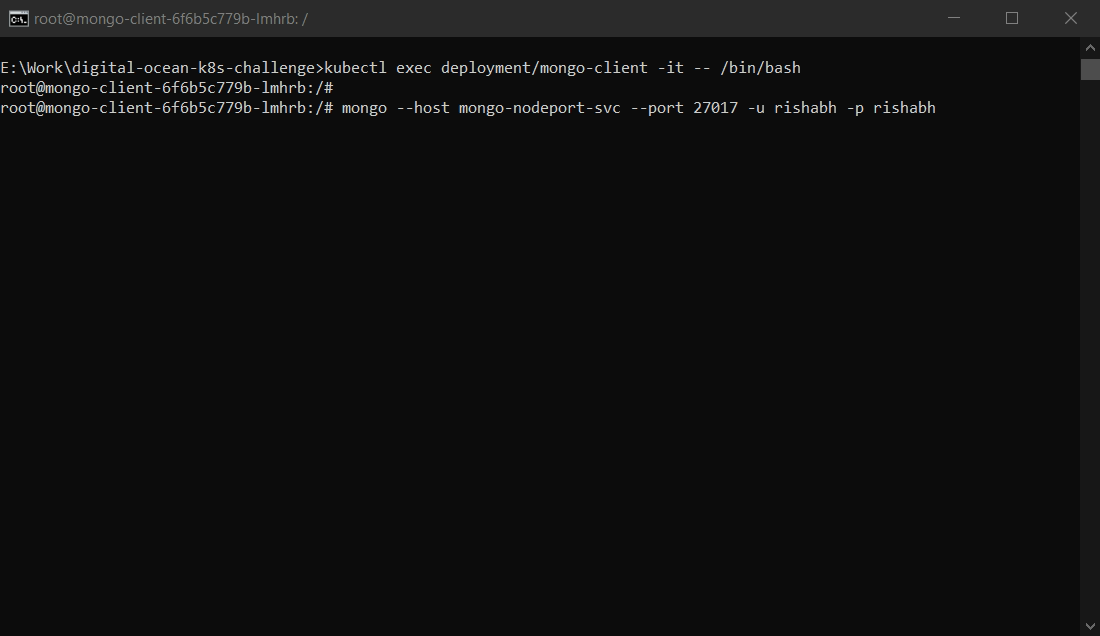 root@mongo-client-6f6b5c779b-lmhrb: /
E:\Work\digital-ocean-k8s-challenge>kubectl exec deployment/mongo-client -it -- /bin/bash
root@mongo-client-6f6b5c779b-lmhrb:/#
root@mongo-client-6f6b5c779b-lmhrb:/# mongo --host mongo-nodeport-svc --port 27017 -u rishabh -p rishabh